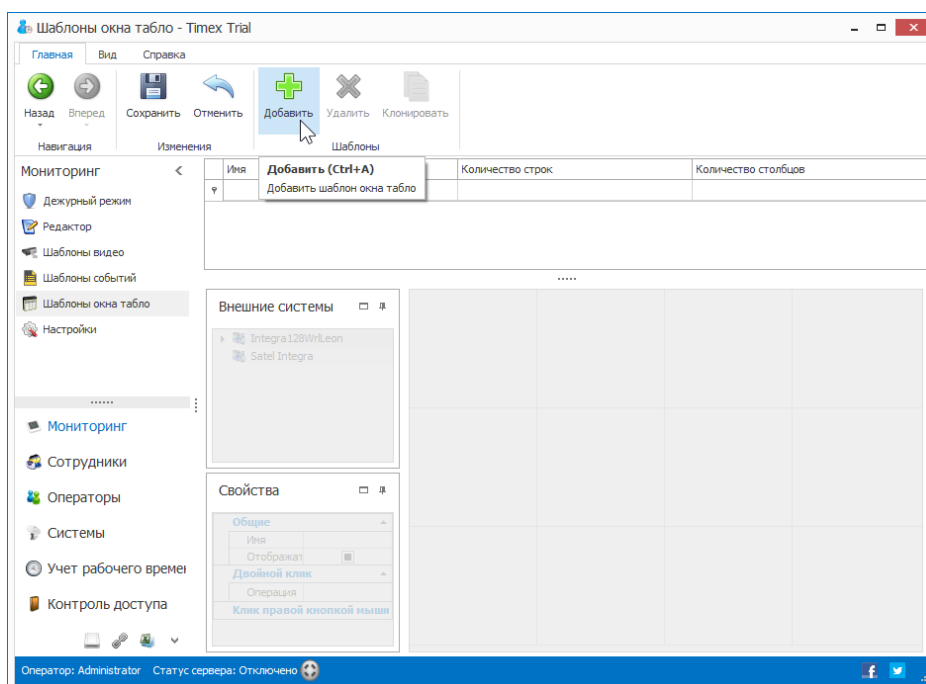 Шаблоны окна табло - Timex Trial
Главная Вид Справка
Назад Вперед Сохранить Отменить Добавить Удалить Клонировать
Навигация Изменения Шаблоны
Мониторинг
Имя Количество строк Количество столбцов
Добавить (Ctrl+A)
Добавить шаблон окна табло
Дежурный режим
Редактор
Шаблоны видео
Шаблоны событий
Шаблоны окна табло
Настройки
Внешние системы
Integra128WrlLeon
Satel Integra
Мониторинг
Сотрудники
Операторы
Системы
Учет рабочего времен
Контроль доступа
Свойства
Общие
Имя
Отображат
Двойной клик
Операция
Клик правой кнопкой мыши
Оператор: Administrator Статус сервера: Отключено